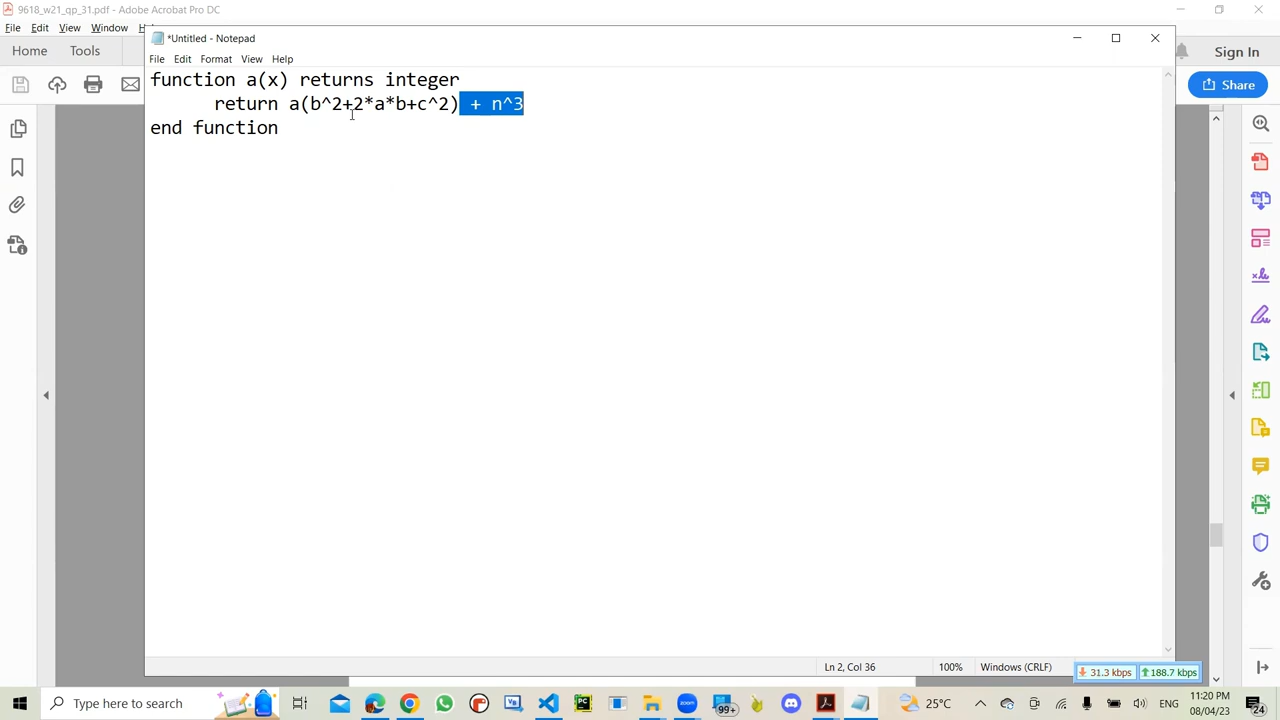 9618_w21_qp_31.pdf - Adobe Acrobat Pro DC
File Edit View Window
Home Tools
Sign In
Share
*Untitled - Notepad
File Edit Format View Help
function a(x) returns integer
return a(b^2+2*a*b+c^2) + n^3
end function
Ln 2, Col 36 100% Windows (CRLF)
31.3 kbps 188.7 kbps
Type here to search
99+
25°C
ENG
11:20 PM
08/04/23
24